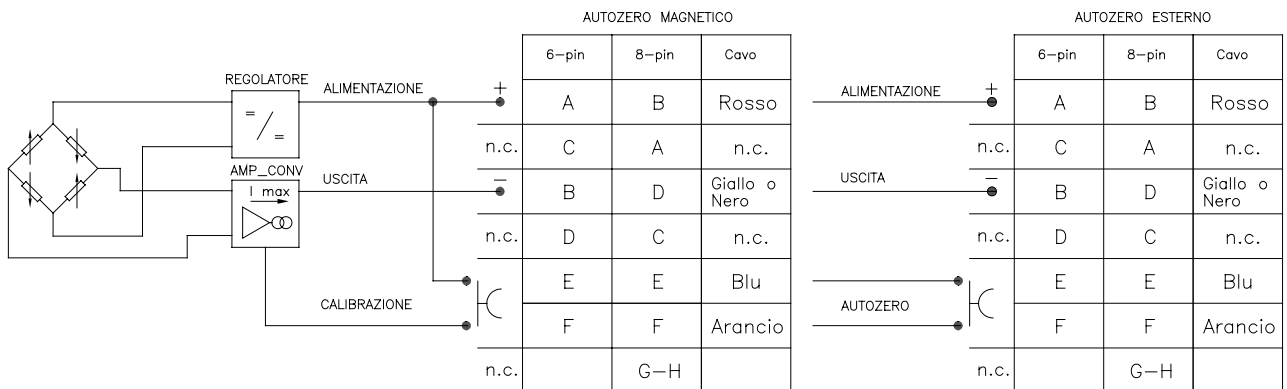 AUTOZERO MAGNETICO
6-pin 8-pin Cavo
REGOLATORE
=/=
ALIMENTAZIONE + A B Rosso
n.c. C A n.c.
AMP_CONV
I max
USCITA - B D Giallo o Nero
n.c. D C n.c.
E E Blu
CALIBRAZIONE F F Arancio
n.c. G-H
AUTOZERO ESTERNO
6-pin 8-pin Cavo
ALIMENTAZIONE + A B Rosso
n.c. C A n.c.
USCITA - B D Giallo o Nero
n.c. D C n.c.
E E Blu
AUTOZERO F F Arancio
n.c. G-H